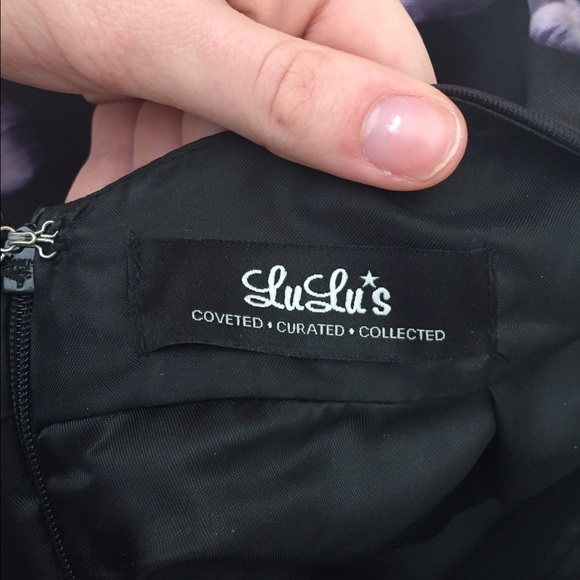 LuLu's
COVETED • CURATED • COLLECTED